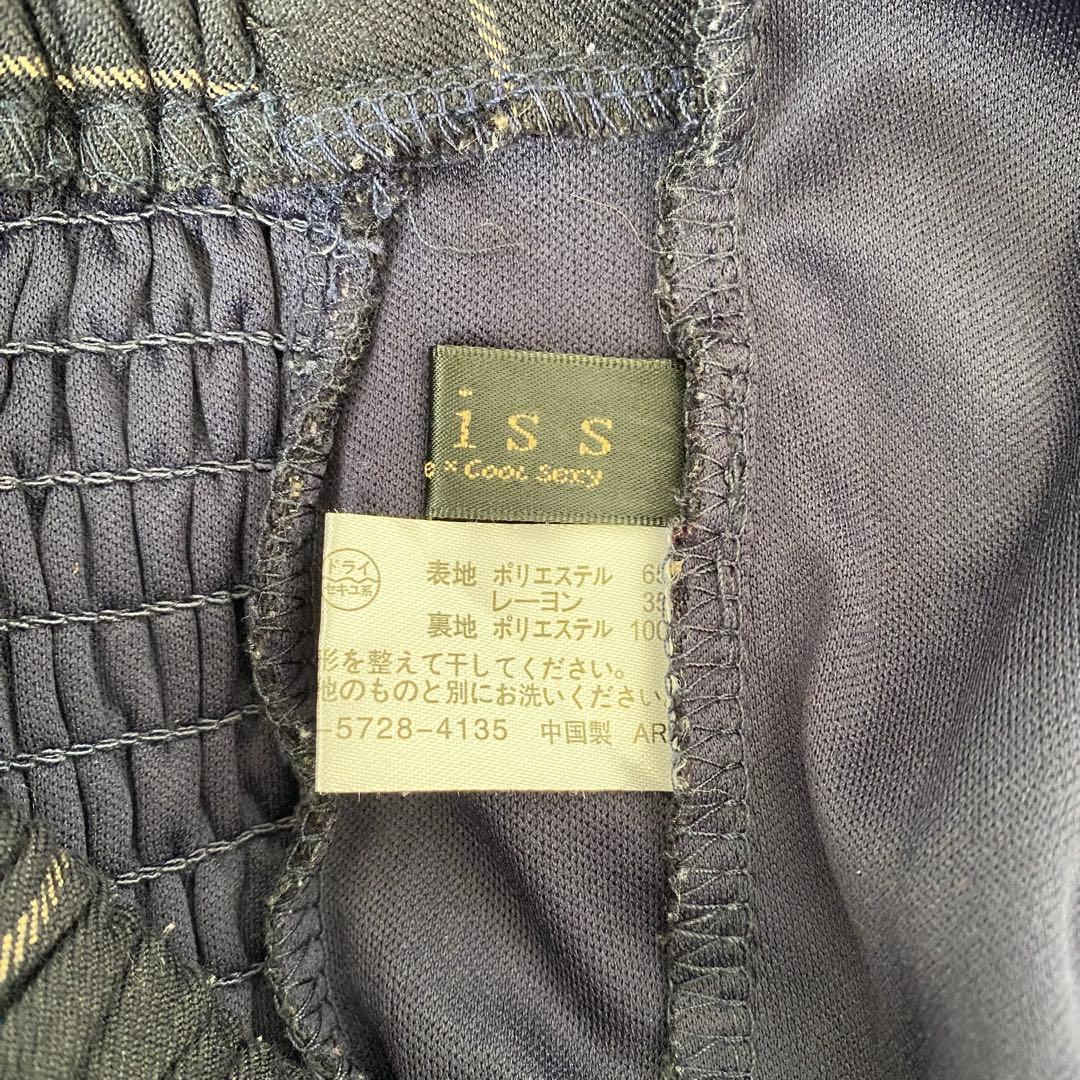 iss
e × Cool Sexy
ドライ
セキユ系
表地 ポリエステル 65
レーヨン 35
裏地 ポリエステル 100
形を整えて干してください。
地のものと別にお洗いください
-5728-4135 中国製 AR